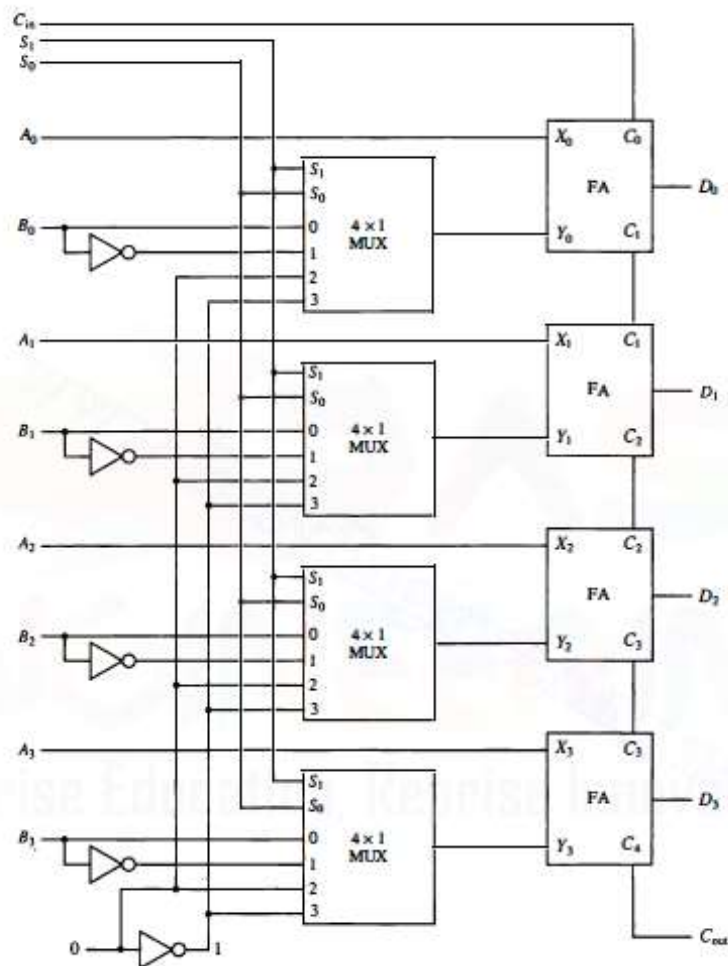 C_in
S_1
S_0
A_0 X_0 C_0
S_1
S_0 4 × 1 FA D_0
B_0 0 MUX Y_0 C_1
1
2
3
A_1 X_1 C_1
S_1
S_0 FA D_1
B_1 0 4 × 1 Y_1 C_2
1 MUX
2
3
A_2 X_2 C_2
S_1
S_0 FA D_2
B_2 0 4 × 1 Y_2 C_3
1 MUX
2
3
A_3 X_3 C_3
S_1
S_0 FA D_3
B_3 0 4 × 1 Y_3 C_4
1 MUX
2
3
0 1 C_out